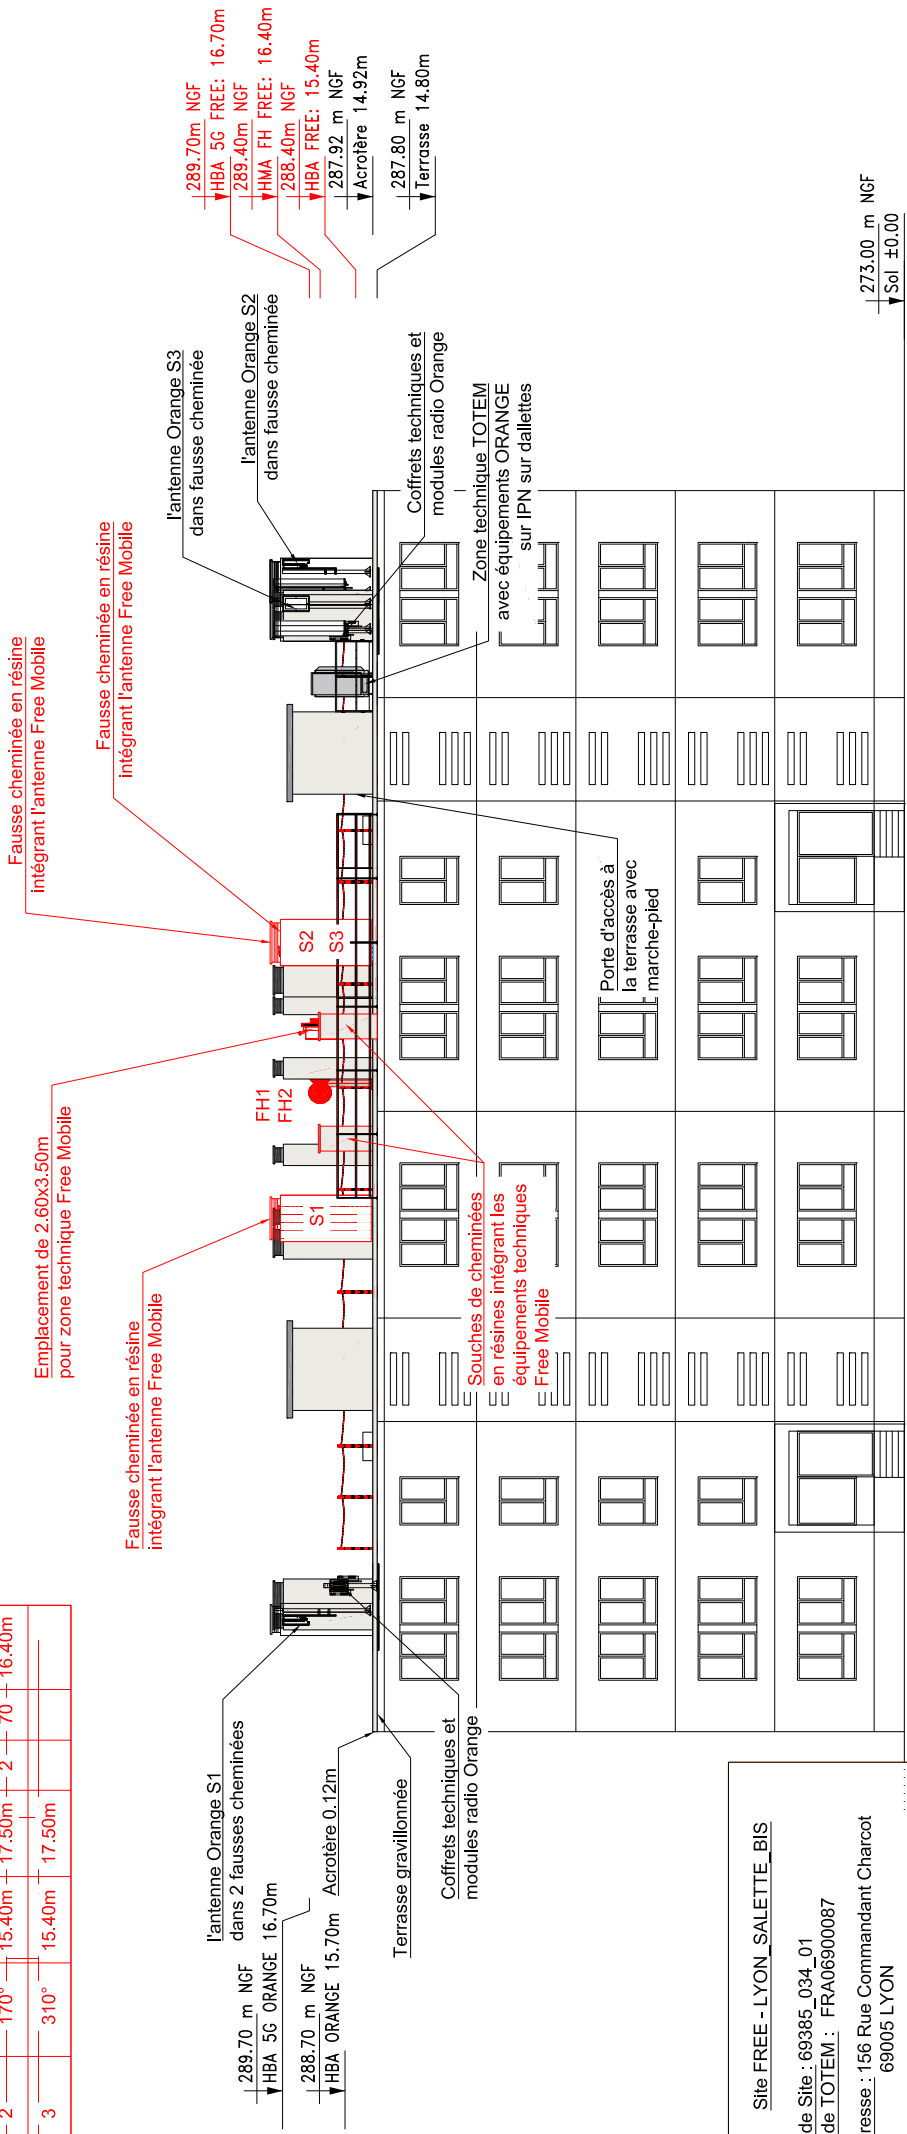 2 170° 15.40m 17.50m 2 70 16.40m
3 310° 15.40m 17.50m
Fausse cheminée en résine
intégrant l'antenne Free Mobile
Fausse cheminée en résine
intégrant l'antenne Free Mobile
Emplacement de 2.60x3.50m
pour zone technique Free Mobile
Fausse cheminée en résine
intégrant l'antenne Free Mobile
l'antenne Orange S3
dans fausse cheminée
l'antenne Orange S2
dans fausse cheminée
289.70m NGF
HBA 5G FREE: 16.70m
289.40m NGF
HMA FH FREE: 16.40m
288.40m NGF
HBA FREE: 15.40m
287.92 m NGF
Acrotère 14.92m
287.80 m NGF
Terrasse 14.80m
l'antenne Orange S1
dans 2 fausses cheminées
289.70 m NGF
HBA 5G ORANGE 16.70m
288.70 m NGF
HBA ORANGE 15.70m
Acrotère 0.12m
Terrasse gravillonnée
Coffrets techniques et
modules radio Orange
S1
FH1
FH2
S2
S3
Souches de cheminées
en résines intégrant les
équipements techniques
Free Mobile
Porte d'accès à
la terrasse avec
marche-pied
Coffrets techniques et
modules radio Orange
Zone technique TOTEM
avec équipements ORANGE
sur IPN sur dallettes
273.00 m NGF
Sol ±0.00
Site FREE - LYON_SALETTE_BIS
de Site : 69385_034_01
de TOTEM : FRA06900087
resse : 156 Rue Commandant Charcot
69005 LYON